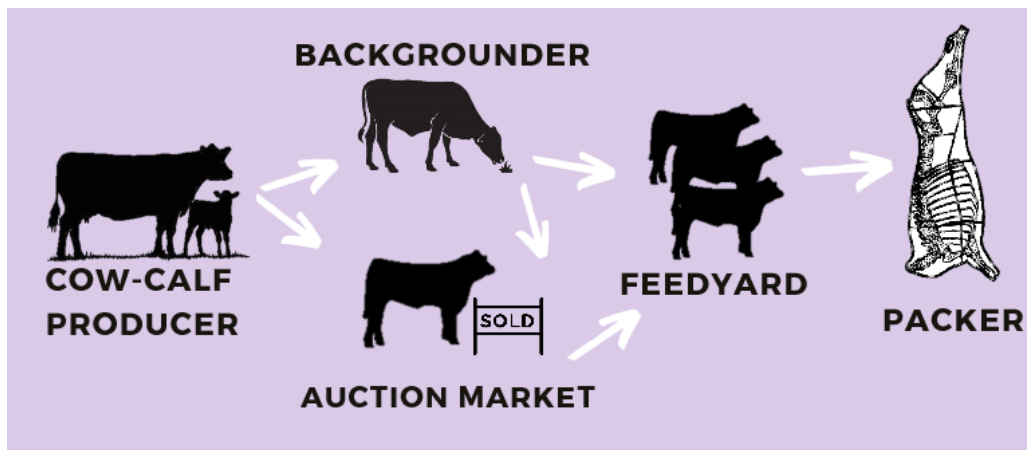 BACKGROUNDER
COW-CALF
PRODUCER
SOLD
AUCTION MARKET
FEEDYARD
PACKER